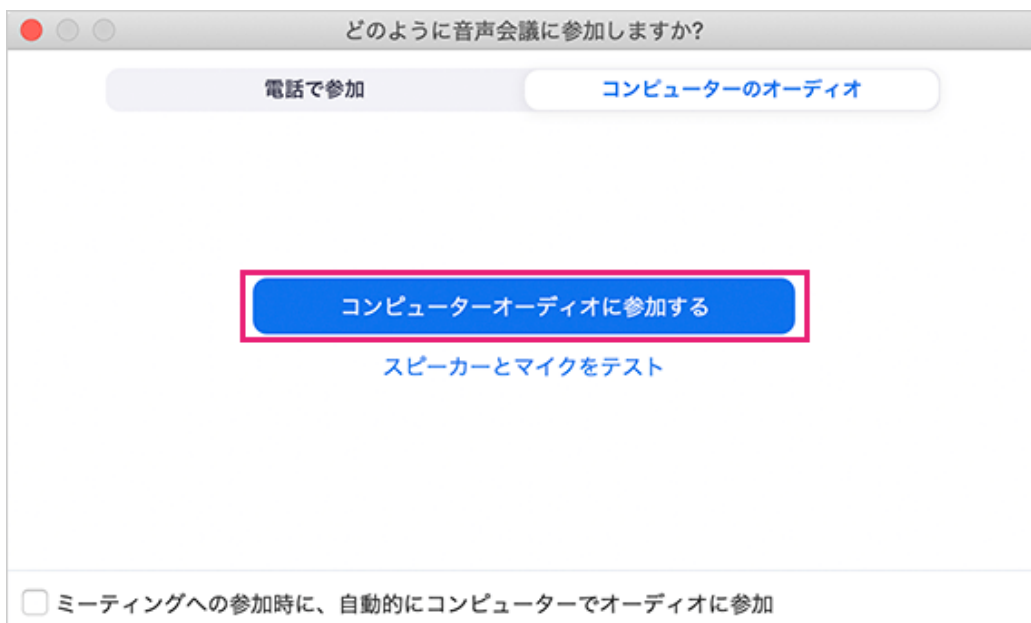 どのように音声会議に参加しますか?
電話で参加
コンピューターのオーディオ
コンピューターオーディオに参加する
スピーカーとマイクをテスト
ミーティングへの参加時に、自動的にコンピューターでオーディオに参加